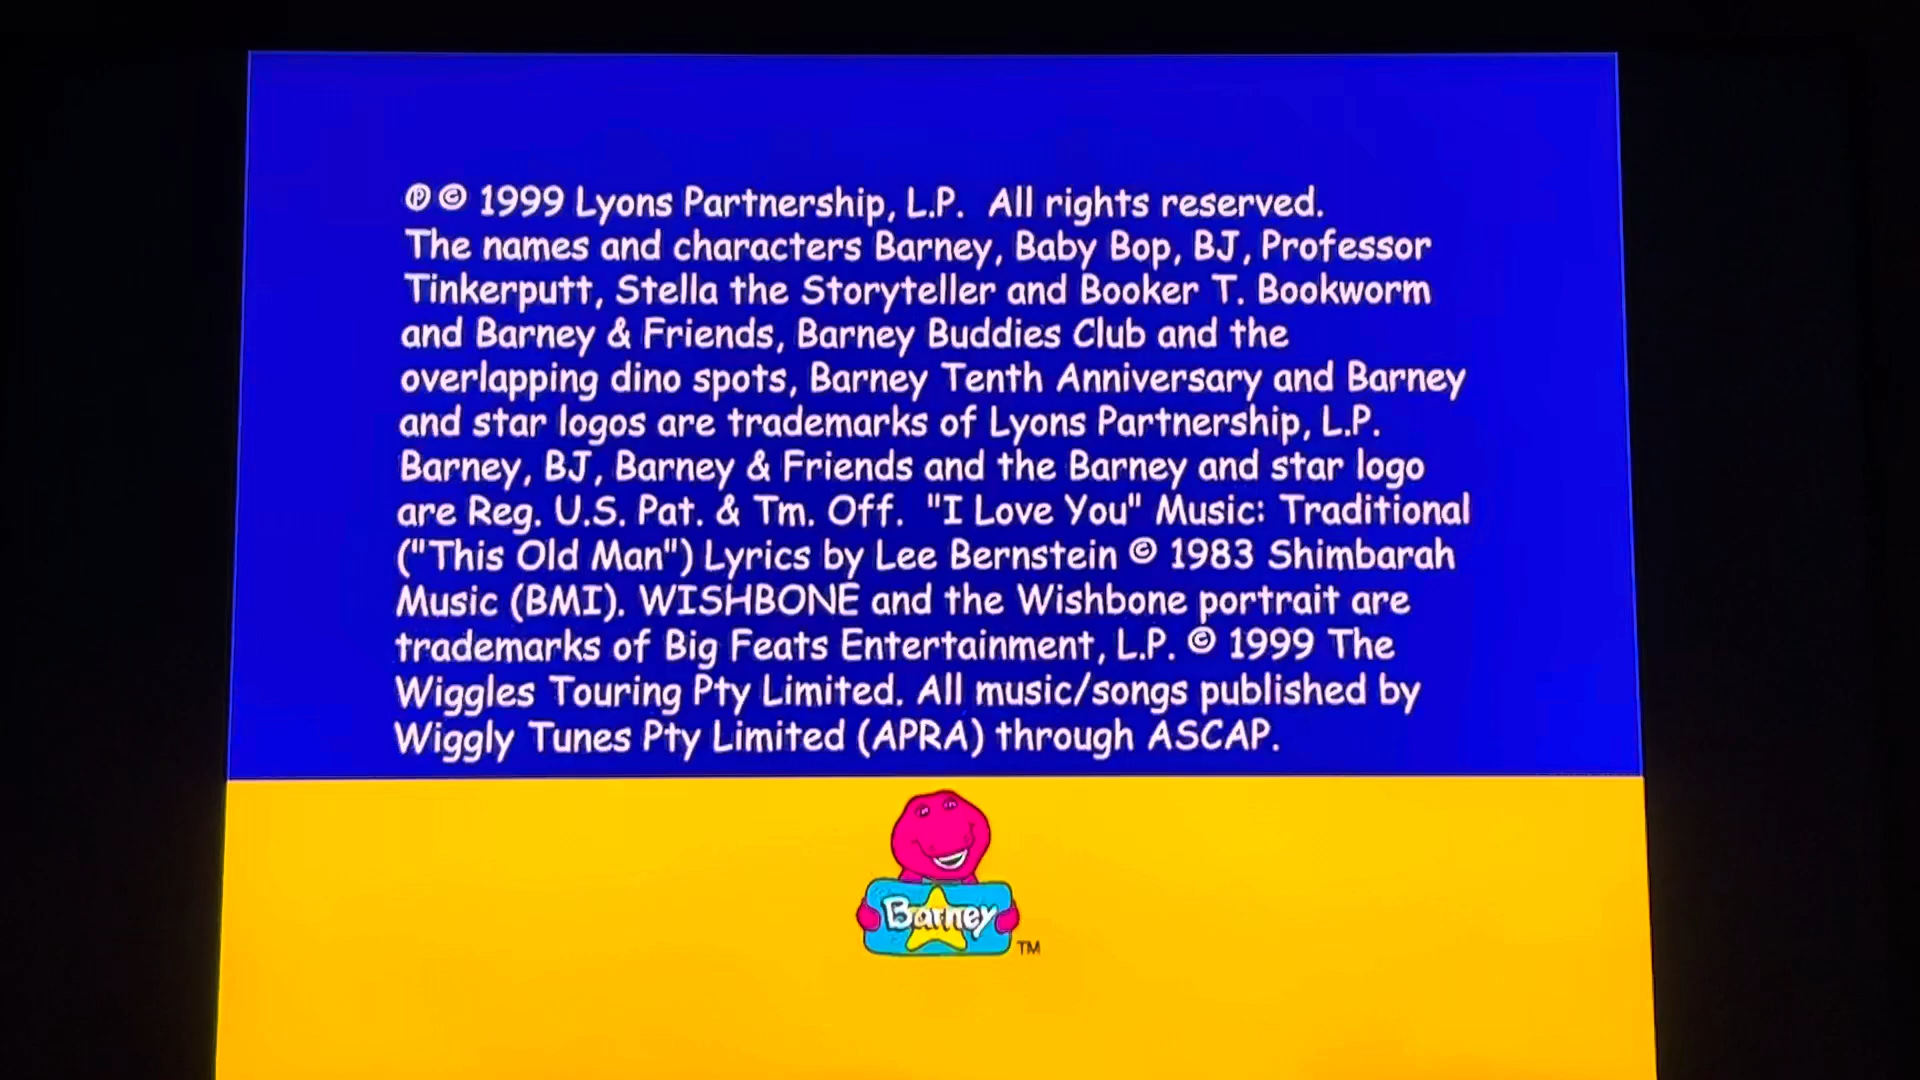 ℗ © 1999 Lyons Partnership, L.P.  All rights reserved.
The names and characters Barney, Baby Bop, BJ, Professor
Tinkerputt, Stella the Storyteller and Booker T. Bookworm
and Barney & Friends, Barney Buddies Club and the
overlapping dino spots, Barney Tenth Anniversary and Barney
and star logos are trademarks of Lyons Partnership, L.P.
Barney, BJ, Barney & Friends and the Barney and star logo
are Reg. U.S. Pat. & Tm. Off.  "I Love You" Music: Traditional
("This Old Man") Lyrics by Lee Bernstein © 1983 Shimbarah
Music (BMI). WISHBONE and the Wishbone portrait are
trademarks of Big Feats Entertainment, L.P. © 1999 The
Wiggles Touring Pty Limited. All music/songs published by
Wiggly Tunes Pty Limited (APRA) through ASCAP.
Barney
TM